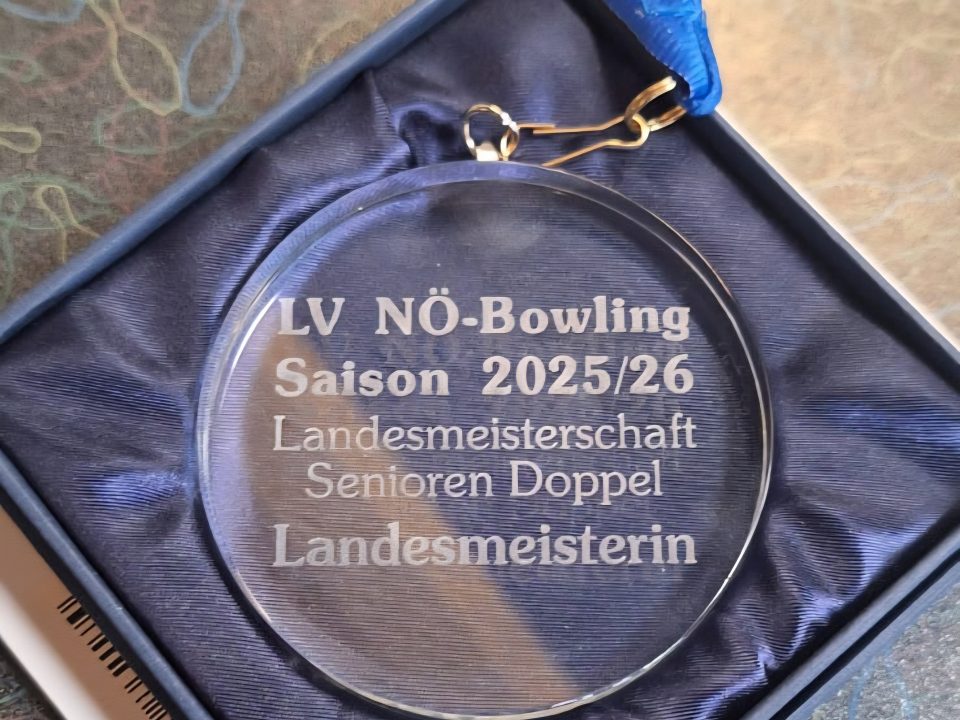 LV NÖ-Bowling
Saison 2025/26
Landesmeisterschaft
Senioren Doppel
Landesmeisterin